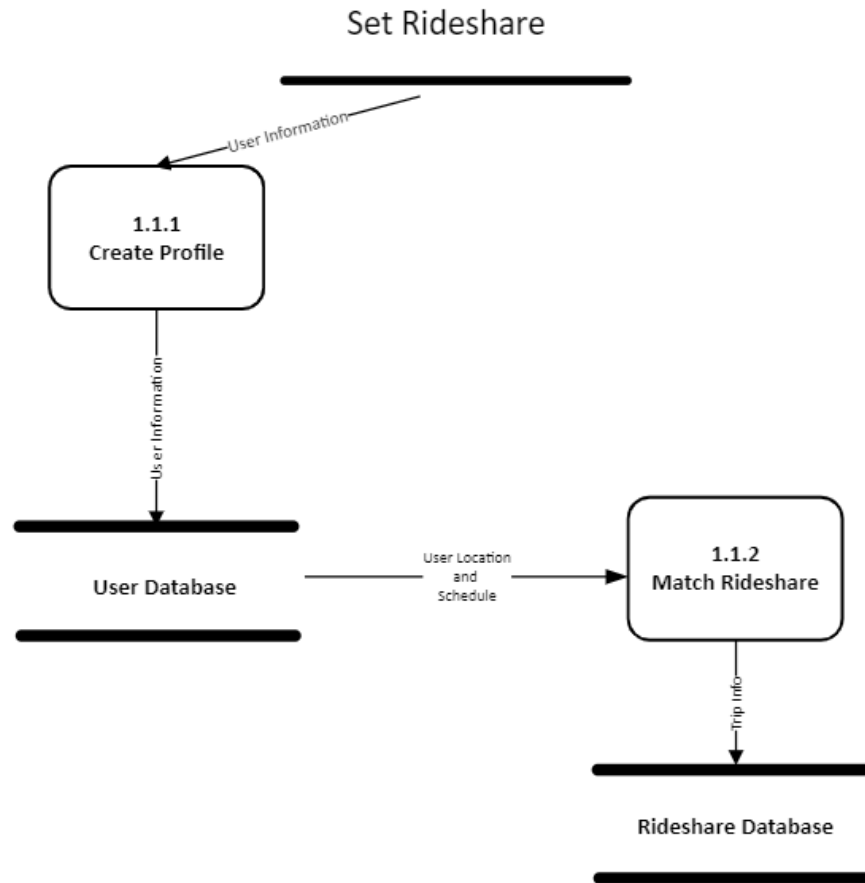 Set Rideshare
User Information
1.1.1
Create Profile
User Information
User Database
User Location
and
Schedule
1.1.2
Match Rideshare
Trip Info
Rideshare Database